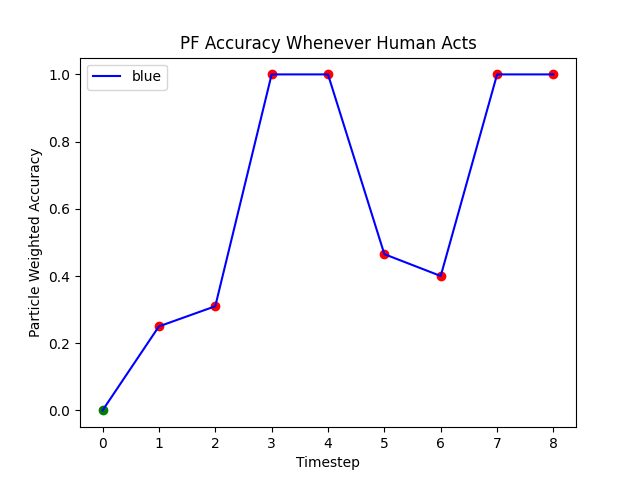 PF Accuracy Whenever Human Acts
blue
1.0
0.8
0.6
0.4
0.2
0.0
Particle Weighted Accuracy
0 1 2 3 4 5 6 7 8
Timestep